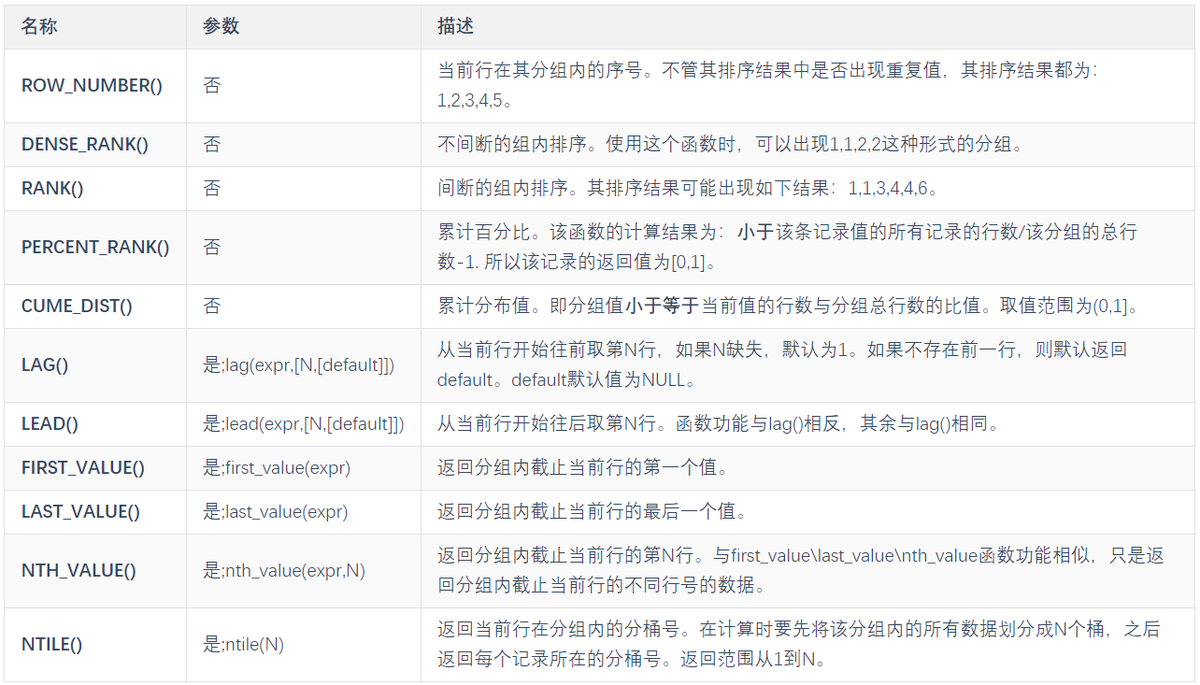 名称 参数 描述
当前行在其分组内的序号。不管其排序结果中是否出现重复值，其排序结果都为：
ROW_NUMBER() 否
1,2,3,4,5。
DENSE_RANK() 否 不间断的组内排序。使用这个函数时，可以出现1,1,2,2这种形式的分组。
RANK() 否 间断的组内排序。其排序结果可能出现如下结果：1,1,3,4,4,6。
累计百分比。该函数的计算结果为：小于该条记录值的所有记录的行数/该分组的总行
PERCENT_RANK() 否
数-1. 所以该记录的返回值为[0,1]。
CUME_DIST() 否 累计分布值。即分组值小于等于当前值的行数与分组总行数的比值。取值范围为(0,1]。
从当前行开始往前取第N行，如果N缺失，默认为1。如果不存在前一行，则默认返回
LAG() 是;lag(expr,[N,[default]])
default。default默认值为NULL。
LEAD() 是;lead(expr,[N,[default]]) 从当前行开始往后取第N行。函数功能与lag()相反，其余与lag()相同。
FIRST_VALUE() 是;first_value(expr) 返回分组内截止当前行的第一个值。
LAST_VALUE() 是;last_value(expr) 返回分组内截止当前行的最后一个值。
返回分组内截止当前行的第N行。与first_value\last_value\nth_value函数功能相似，只是返
NTH_VALUE() 是;nth_value(expr,N)
回分组内截止当前行的不同行号的数据。
返回当前行在分组内的分桶号。在计算时要先将该分组内的所有数据划分成N个桶，之后
NTILE() 是;ntile(N)
返回每个记录所在的分桶号。返回范围从1到N。